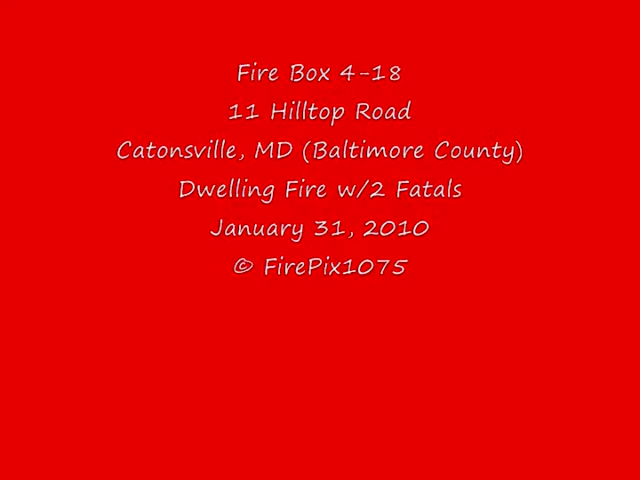 Fire Box 4-18
11 Hilltop Road
Catonsville, MD (Baltimore County)
Dwelling Fire w/2 Fatals
January 31, 2010
© FirePix1075